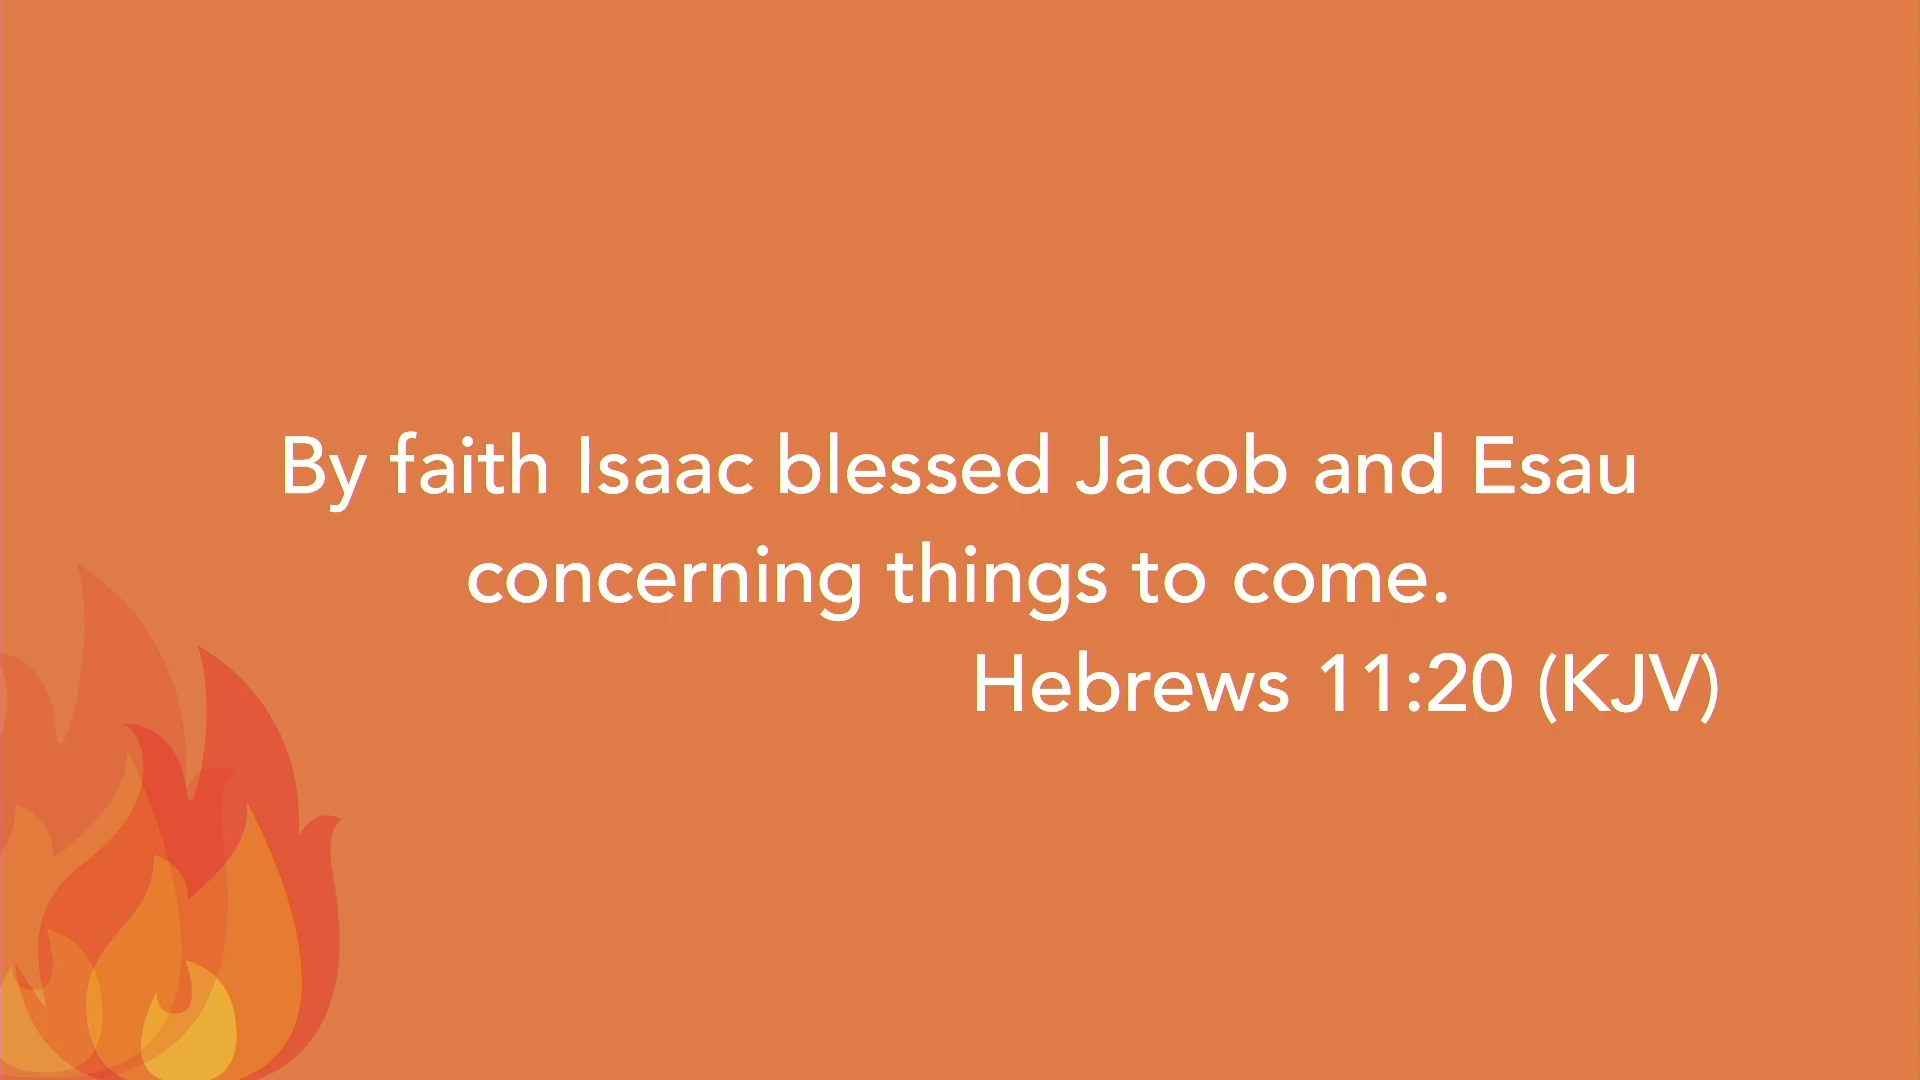 By faith Isaac blessed Jacob and Esau
concerning things to come.
Hebrews 11:20 (KJV)